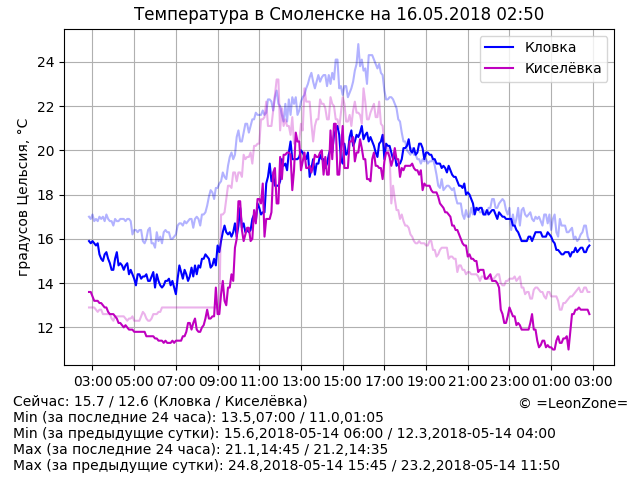 Температура в Смоленске на 16.05.2018 02:50
Кловка
Киселёвка
градусов Цельсия, °C
24
22
20
18
16
14
12
03:00 05:00 07:00 09:00 11:00 13:00 15:00 17:00 19:00 21:00 23:00 01:00 03:00
Сейчас: 15.7 / 12.6 (Кловка / Киселёвка)
© =LeonZone=
Min (за последние 24 часа): 13.5,07:00 / 11.0,01:05
Min (за предыдущие сутки): 15.6,2018-05-14 06:00 / 12.3,2018-05-14 04:00
Max (за последние 24 часа): 21.1,14:45 / 21.2,14:35
Max (за предыдущие сутки): 24.8,2018-05-14 15:45 / 23.2,2018-05-14 11:50